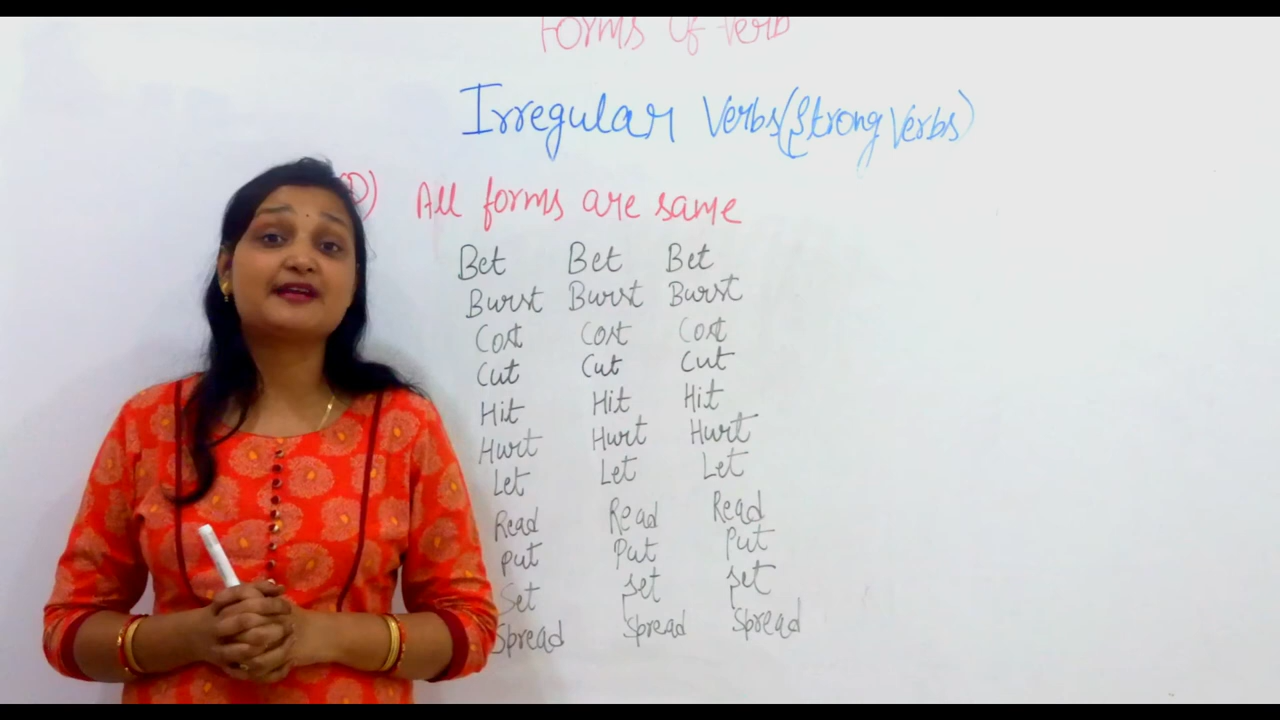 Forms Of Verb
Irregular Verbs (Strong Verbs)
(D) All forms are same
Bet Bet Bet
Burst Burst Burst
Cost Cost Cost
Cut Cut Cut
Hit Hit Hit
Hurt Hurt Hurt
Let Let Let
Read Read Read
put Put Put
Set set set
Spread Spread Spread